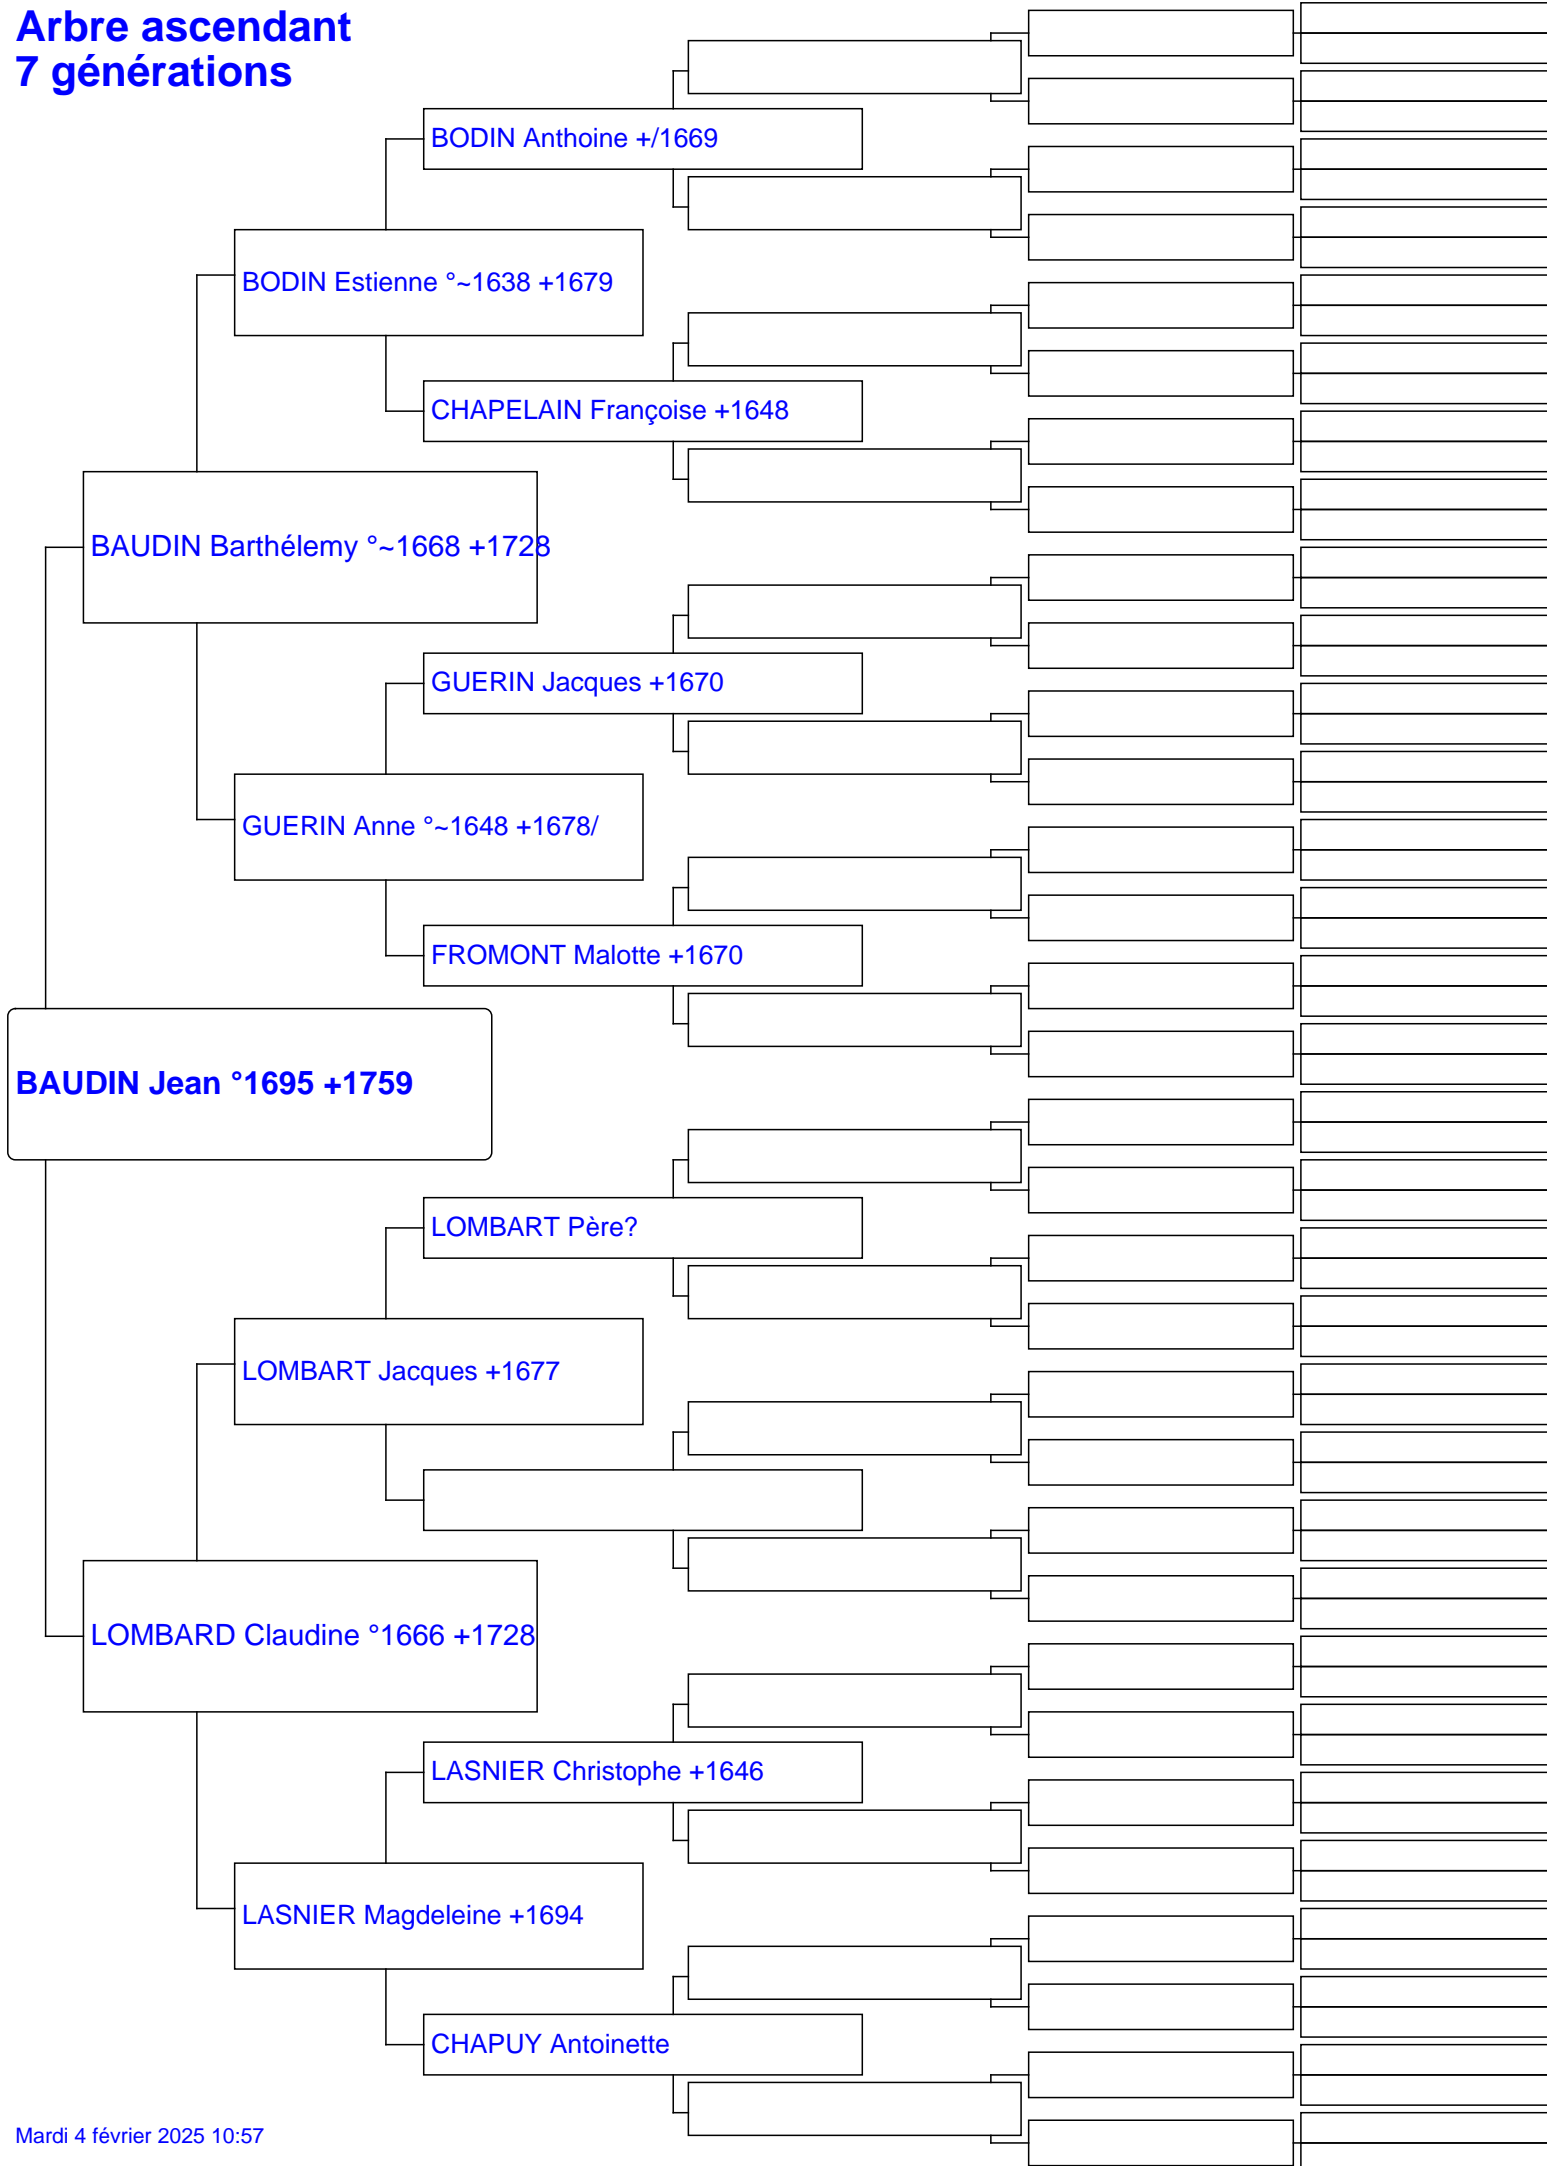 Arbre ascendant
7 générations
BODIN Anthoine +/1669
BODIN Estienne °~1638 +1679
CHAPELAIN Françoise +1648
BAUDIN Barthélemy °~1668 +1728
GUERIN Jacques +1670
GUERIN Anne °~1648 +1678/
FROMONT Malotte +1670
BAUDIN Jean °1695 +1759
LOMBART Père?
LOMBART Jacques +1677
LOMBARD Claudine °1666 +1728
LASNIER Christophe +1646
LASNIER Magdeleine +1694
CHAPUY Antoinette
Mardi 4 février 2025 10:57